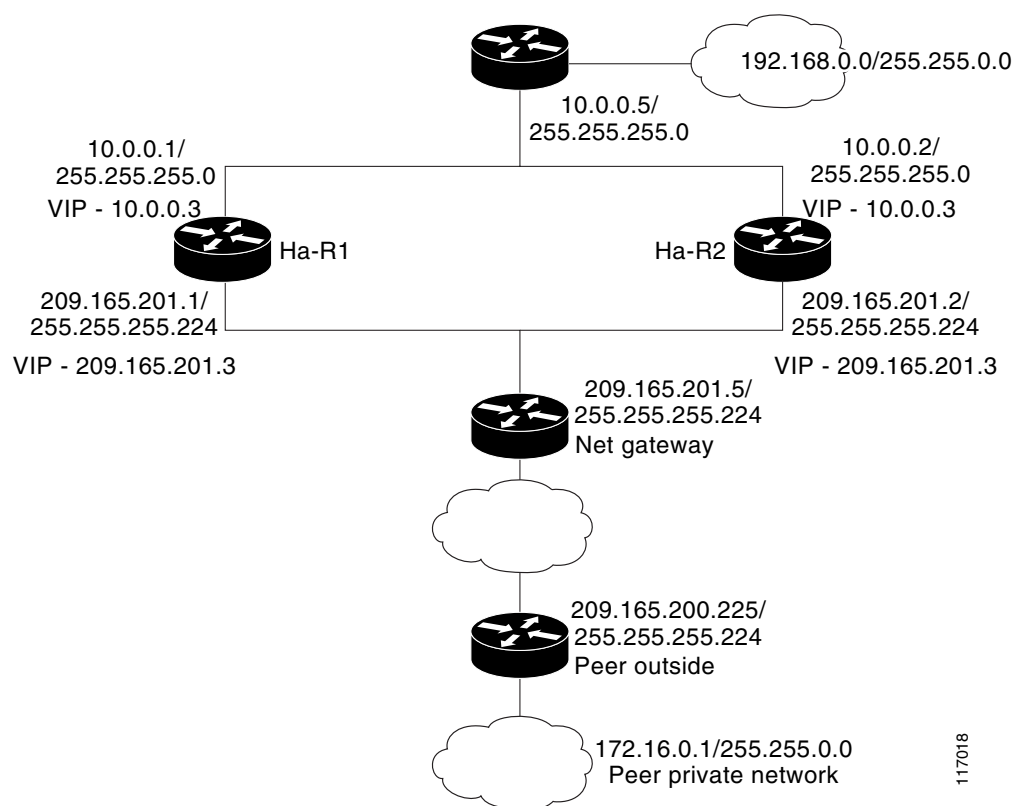 192.168.0.0/255.255.0.0
10.0.0.5/
255.255.255.0
10.0.0.1/
255.255.255.0
VIP - 10.0.0.3
10.0.0.2/
255.255.255.0
VIP - 10.0.0.3
Ha-R1
Ha-R2
209.165.201.1/
255.255.255.224
VIP - 209.165.201.3
209.165.201.2/
255.255.255.224
VIP - 209.165.201.3
209.165.201.5/
255.255.255.224
Net gateway
209.165.200.225/
255.255.255.224
Peer outside
172.16.0.1/255.255.0.0
Peer private network
117018